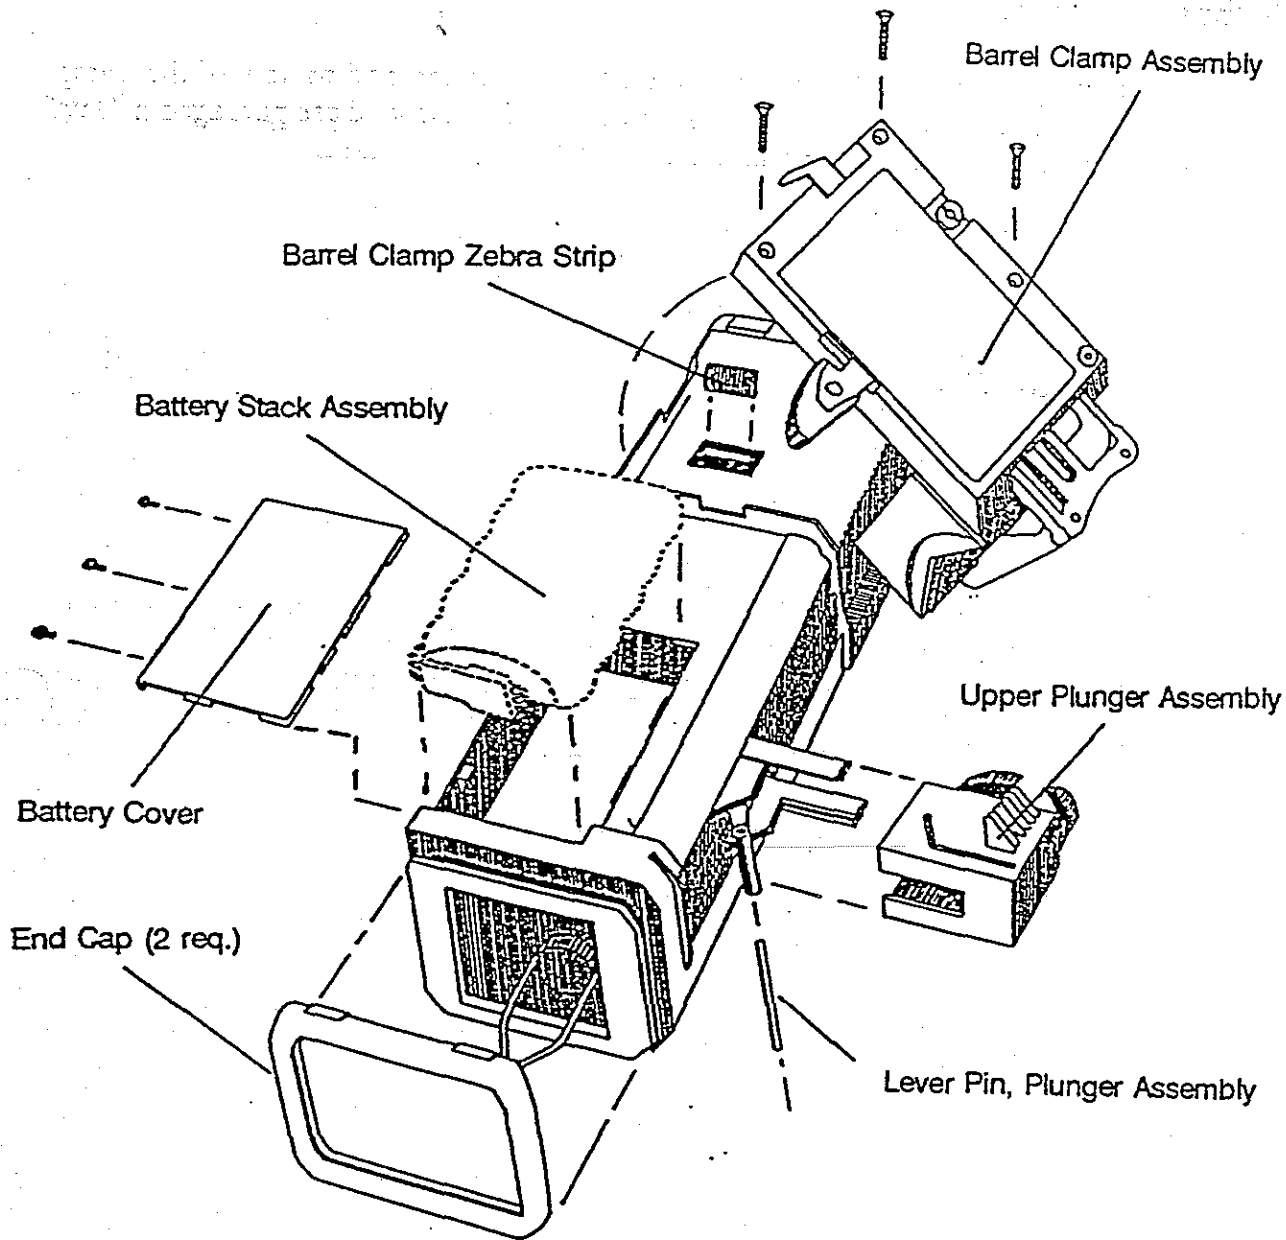 Barrel Clamp Assembly
Barrel Clamp Zebra Strip
Battery Stack Assembly
Upper Plunger Assembly
Battery Cover
End Cap (2 req.)
Lever Pin, Plunger Assembly